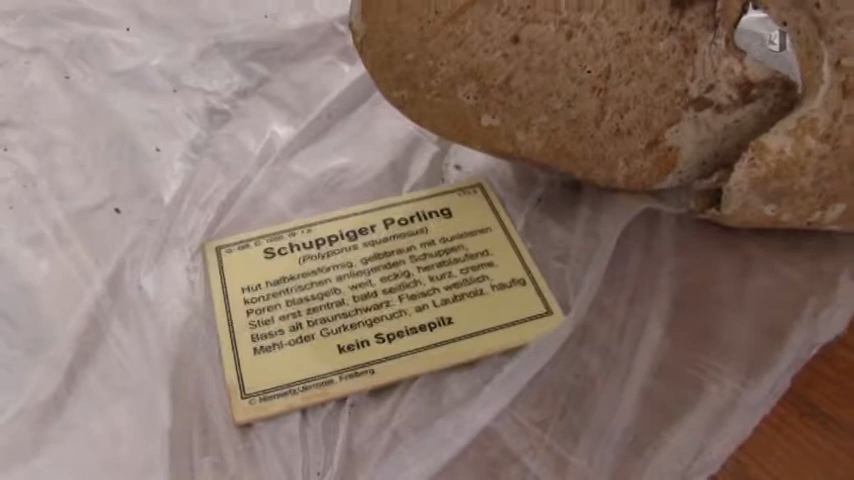 Schuppiger Porling
(Polyporus squamosus)
Hut halbkreisförmig, gelbbraun mit dunkleren
konzentrischen anliegenden Schuppen,
Poren blassgelb, weit, eckig, herablaufend,
Stiel erst zentral, bald seitlich, kurz, creme,
Basis alt braunschwarz. Fleisch weißlich,
Mehl-oder Gurkengeruch; an Laubholz, häufig
kein Speisepilz
Freiberg